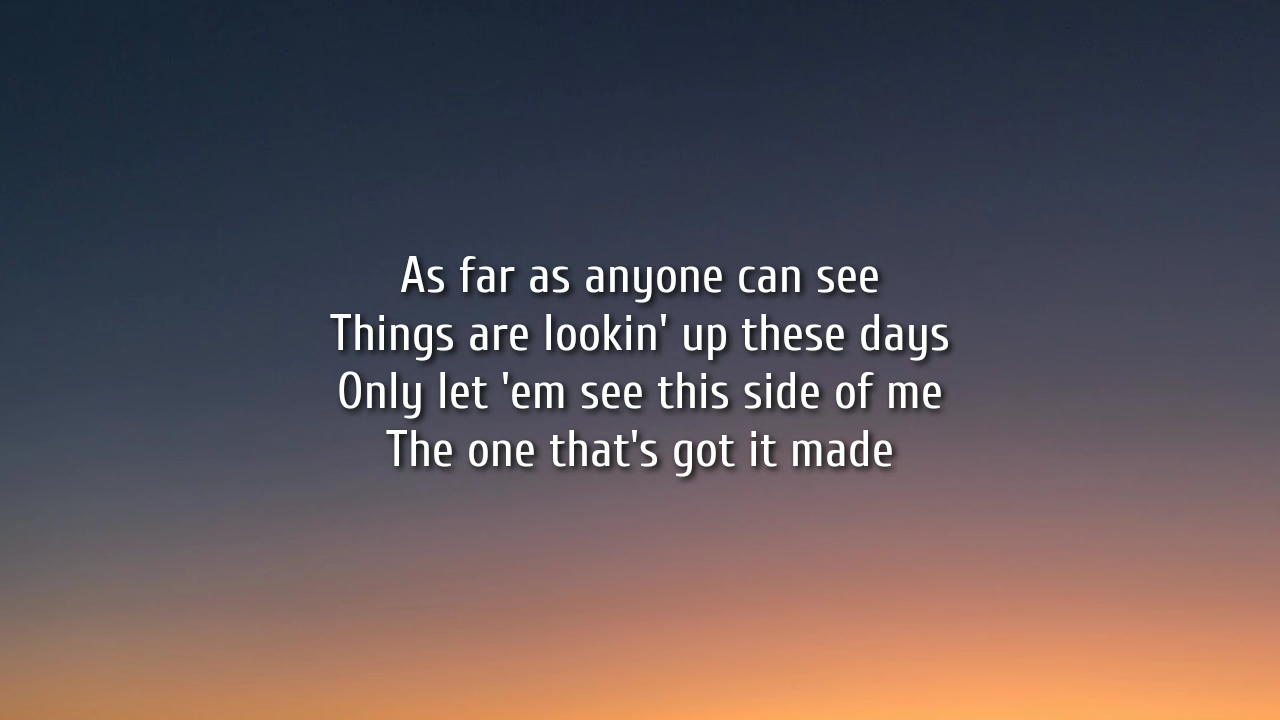 As far as anyone can see
Things are lookin' up these days
Only let 'em see this side of me
The one that's got it made